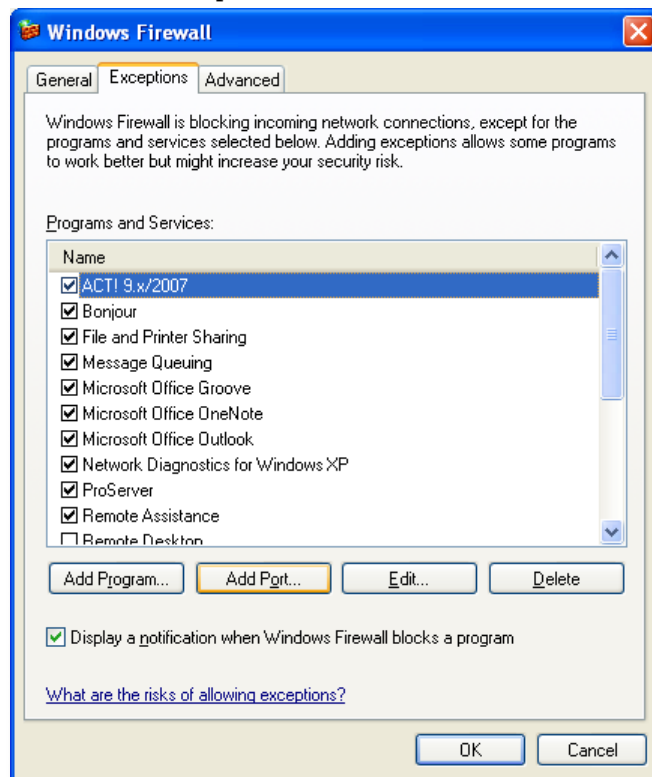 Windows Firewall
General Exceptions Advanced
Windows Firewall is blocking incoming network connections, except for the
programs and services selected below. Adding exceptions allows some programs
to work better but might increase your security risk.
Programs and Services:
Name
ACT! 9.x/2007
Bonjour
File and Printer Sharing
Message Queuing
Microsoft Office Groove
Microsoft Office OneNote
Microsoft Office Outlook
Network Diagnostics for Windows XP
ProServer
Remote Assistance
Remote Desktop
Add Program... Add Port... Edit... Delete
Display a notification when Windows Firewall blocks a program
What are the risks of allowing exceptions?
OK Cancel